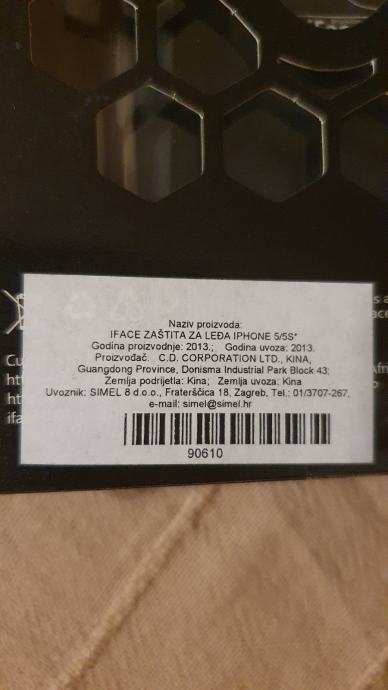 Naziv proizvoda:
IFACE ZAŠTITA ZA LEĐA IPHONE 5/5S*
Godina proizvodnje: 2013.; Godina uvoza: 2013.
Proizvođač: C.D. CORPORATION LTD., KINA,
Guangdong Province, Donisma Industrial Park Block 43;
Zemlja podrijetla: Kina; Zemlja uvoza: Kina
Uvoznik: SIMEL 8 d.o.o., Fraterščica 18, Zagreb, Tel.: 01/3707-267,
e-mail: simel@simel.hr
90610